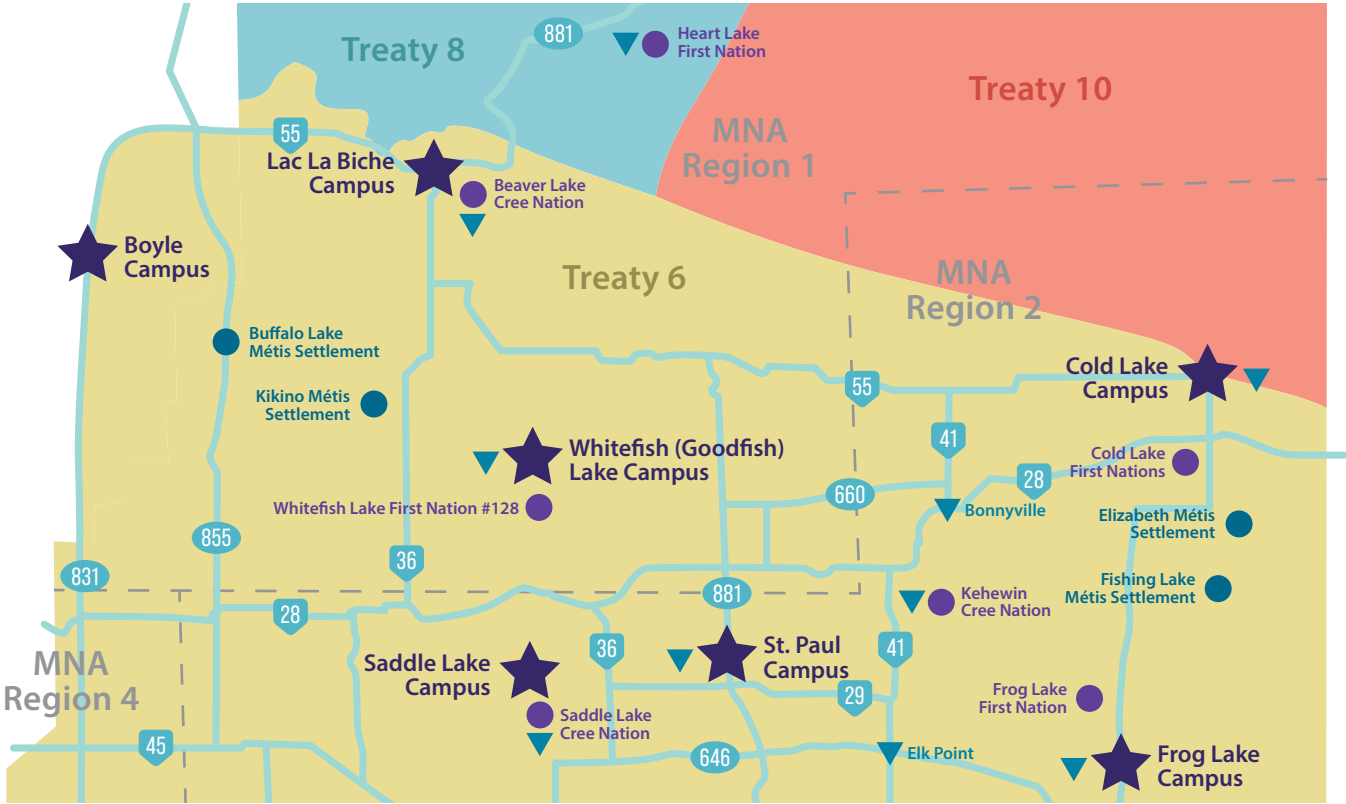 Treaty 8
881
Heart Lake
First Nation
Treaty 10
MNA
Region 1
55
Lac La Biche
Campus
Beaver Lake
Cree Nation
Boyle
Campus
Treaty 6
MNA
Region 2
Buffalo Lake
Métis Settlement
Kikino Métis
Settlement
Cold Lake
Campus
55
41
Whitefish (Goodfish)
Lake Campus
Cold Lake
First Nations
28
660
Whitefish Lake First Nation #128
Bonnyville
Elizabeth Métis
Settlement
855
36
831
881
Fishing Lake
Métis Settlement
Kehewin
Cree Nation
28
36
41
St. Paul
Campus
MNA
Region 4
Saddle Lake
Campus
29
Frog Lake
First Nation
Saddle Lake
Cree Nation
45
646
Elk Point
Frog Lake
Campus